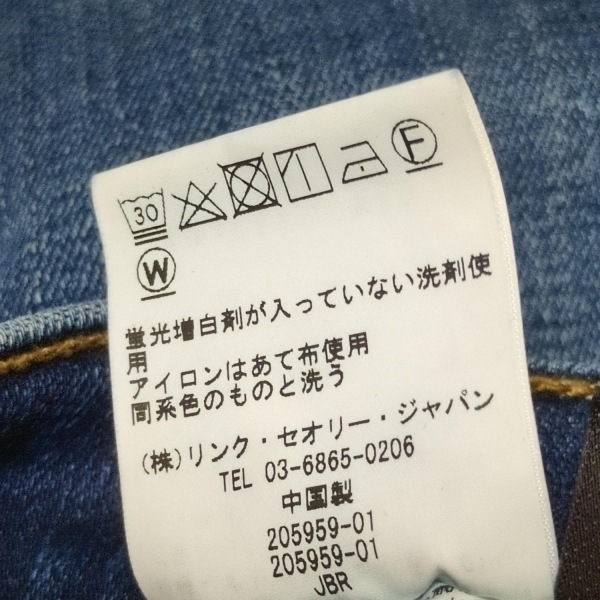 30
F
W
蛍光増白剤が入っていない洗剤使
用
アイロンはあて布使用
同系色のものと洗う
(株)リンク・セオリー・ジャパン
TEL 03-6865-0206
中国製
205959-01
205959-01
JBR